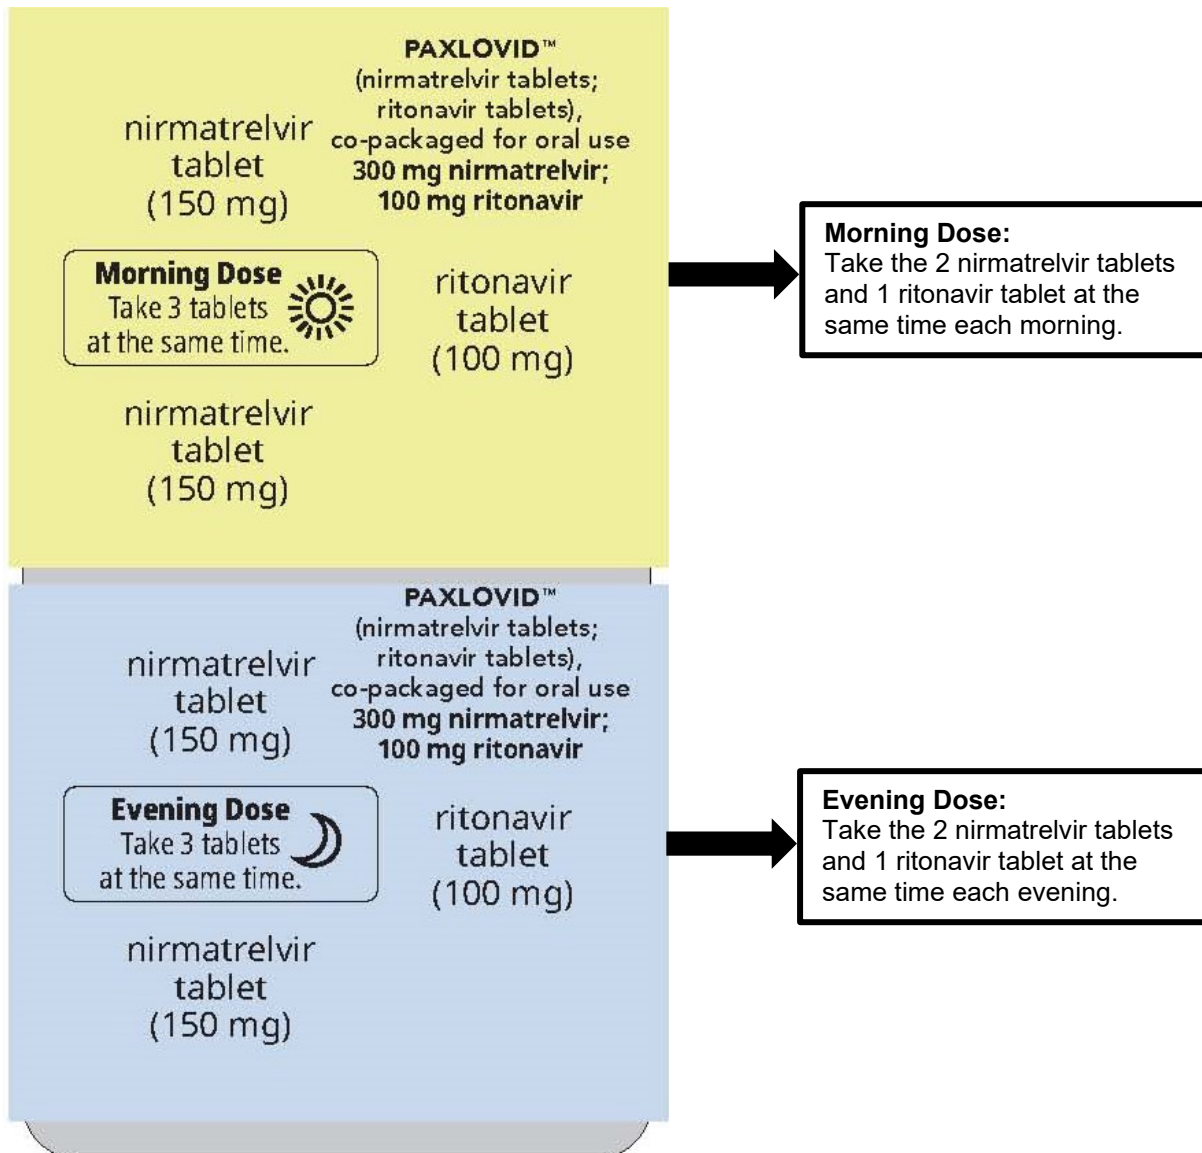 PAXLOVID™
(nirmatrelvir tablets;
ritonavir tablets),
co-packaged for oral use
300 mg nirmatrelvir;
100 mg ritonavir
nirmatrelvir
tablet
(150 mg)
Morning Dose
Take 3 tablets
at the same time.
ritonavir
tablet
(100 mg)
nirmatrelvir
tablet
(150 mg)
Morning Dose:
Take the 2 nirmatrelvir tablets
and 1 ritonavir tablet at the
same time each morning.
PAXLOVID™
(nirmatrelvir tablets;
ritonavir tablets),
co-packaged for oral use
300 mg nirmatrelvir;
100 mg ritonavir
nirmatrelvir
tablet
(150 mg)
Evening Dose
Take 3 tablets
at the same time.
ritonavir
tablet
(100 mg)
nirmatrelvir
tablet
(150 mg)
Evening Dose:
Take the 2 nirmatrelvir tablets
and 1 ritonavir tablet at the
same time each evening.